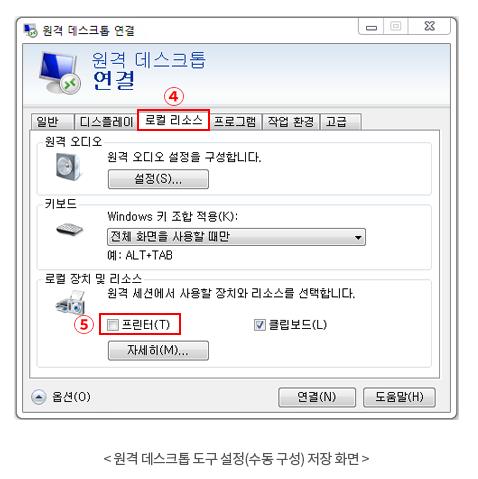 원격 데스크톱 연결
원격 데스크톱
연결
④
일반 디스플레이 로컬 리소스 프로그램 작업 환경 고급
원격 오디오
원격 오디오 설정을 구성합니다.
설정(S)...
키보드
Windows 키 조합 적용(K):
전체 화면을 사용할 때만
예: ALT+TAB
로컬 장치 및 리소스
원격 세션에서 사용할 장치와 리소스를 선택합니다.
⑤ 프린터(T) 클립보드(L)
자세히(M)...
옵션(O) 연결(N) 도움말(H)
< 원격 데스크톱 도구 설정(수동 구성) 저장 화면 >